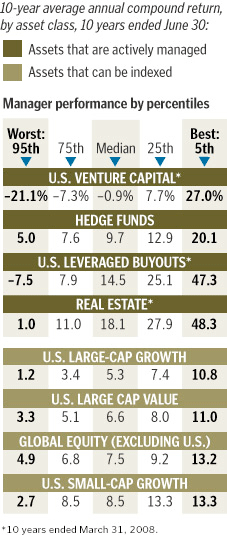 10-year average annual compound return,
by asset class, 10 years ended June 30:
Assets that are actively managed
Assets that can be indexed
Manager performance by percentiles
Worst: Best:
95th 75th Median 25th 5th
U.S. VENTURE CAPITAL*
–21.1% –7.3% –0.9% 7.7% 27.0%
HEDGE FUNDS
5.0 7.6 9.7 12.9 20.1
U.S. LEVERAGED BUYOUTS*
–7.5 7.9 14.5 25.1 47.3
REAL ESTATE*
1.0 11.0 18.1 27.9 48.3
U.S. LARGE-CAP GROWTH
1.2 3.4 5.3 7.4 10.8
U.S. LARGE CAP VALUE
3.3 5.1 6.6 8.0 11.0
GLOBAL EQUITY (EXCLUDING U.S.)
4.9 6.8 7.5 9.2 13.2
U.S. SMALL-CAP GROWTH
2.7 8.5 8.5 13.3 13.3
*10 years ended March 31, 2008.